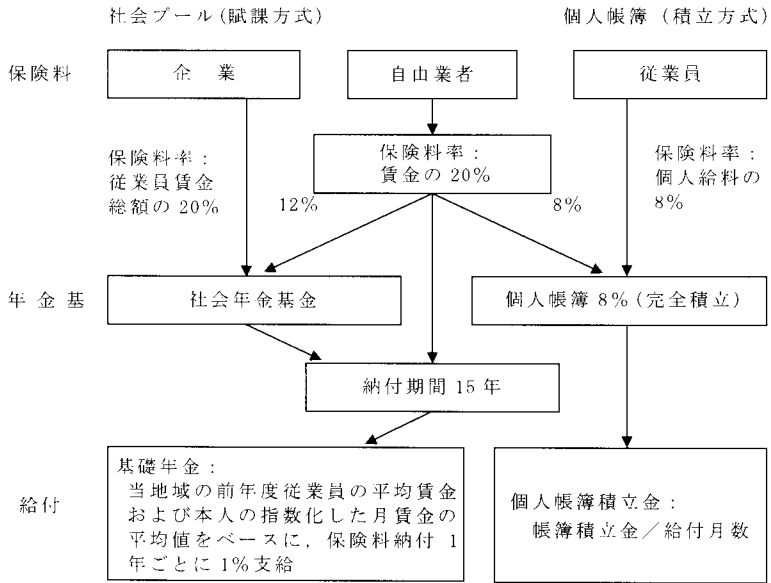 社会プール(賦課方式)
個人帳簿(積立方式)
保険料
企 業
自由業者
従業員
保険料率:
従業員賃金
総額の20%
保険料率:
賃金の20%
保険料率:
個人給料の
8%
12%
8%
年金基
社会年金基金
個人帳簿8%(完全積立)
納付期間15年
給付
基礎年金:
当地域の前年度従業員の平均賃金
および本人の指数化した月賃金の
平均値をベースに,保険料納付1
年ごとに1%支給
個人帳簿積立金:
帳簿積立金/給付月数